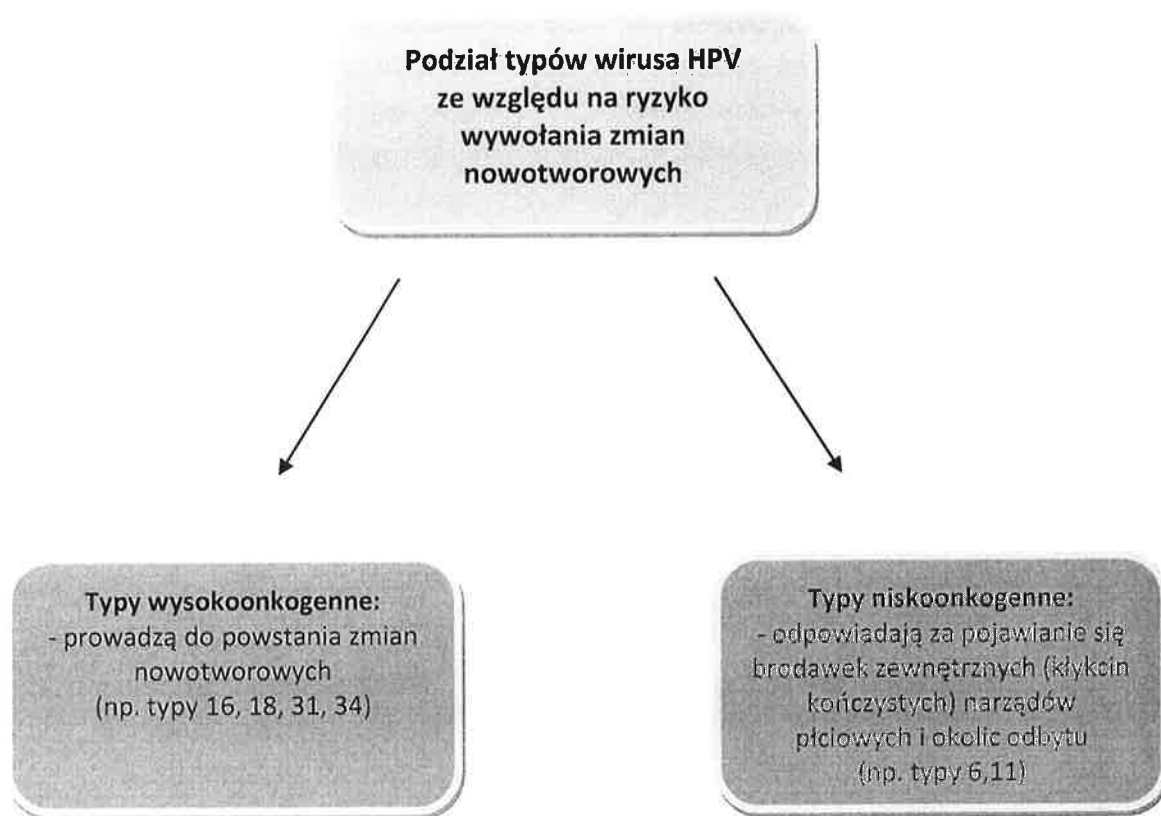 Podział typów wirusa HPV
ze względu na ryzyko
wywołania zmian
nowotworowych
Typy wysokoonkogenne:
- prowadzą do powstania zmian
nowotworowych
(np. typy 16, 18, 31, 34)
Typy niskoonkogenne:
- odpowiadają za pojawianie się
brodawek zewnętrznych (kłykcin
kończystych) narządów
płciowych i okolic odbytu
(np. typy 6,11)